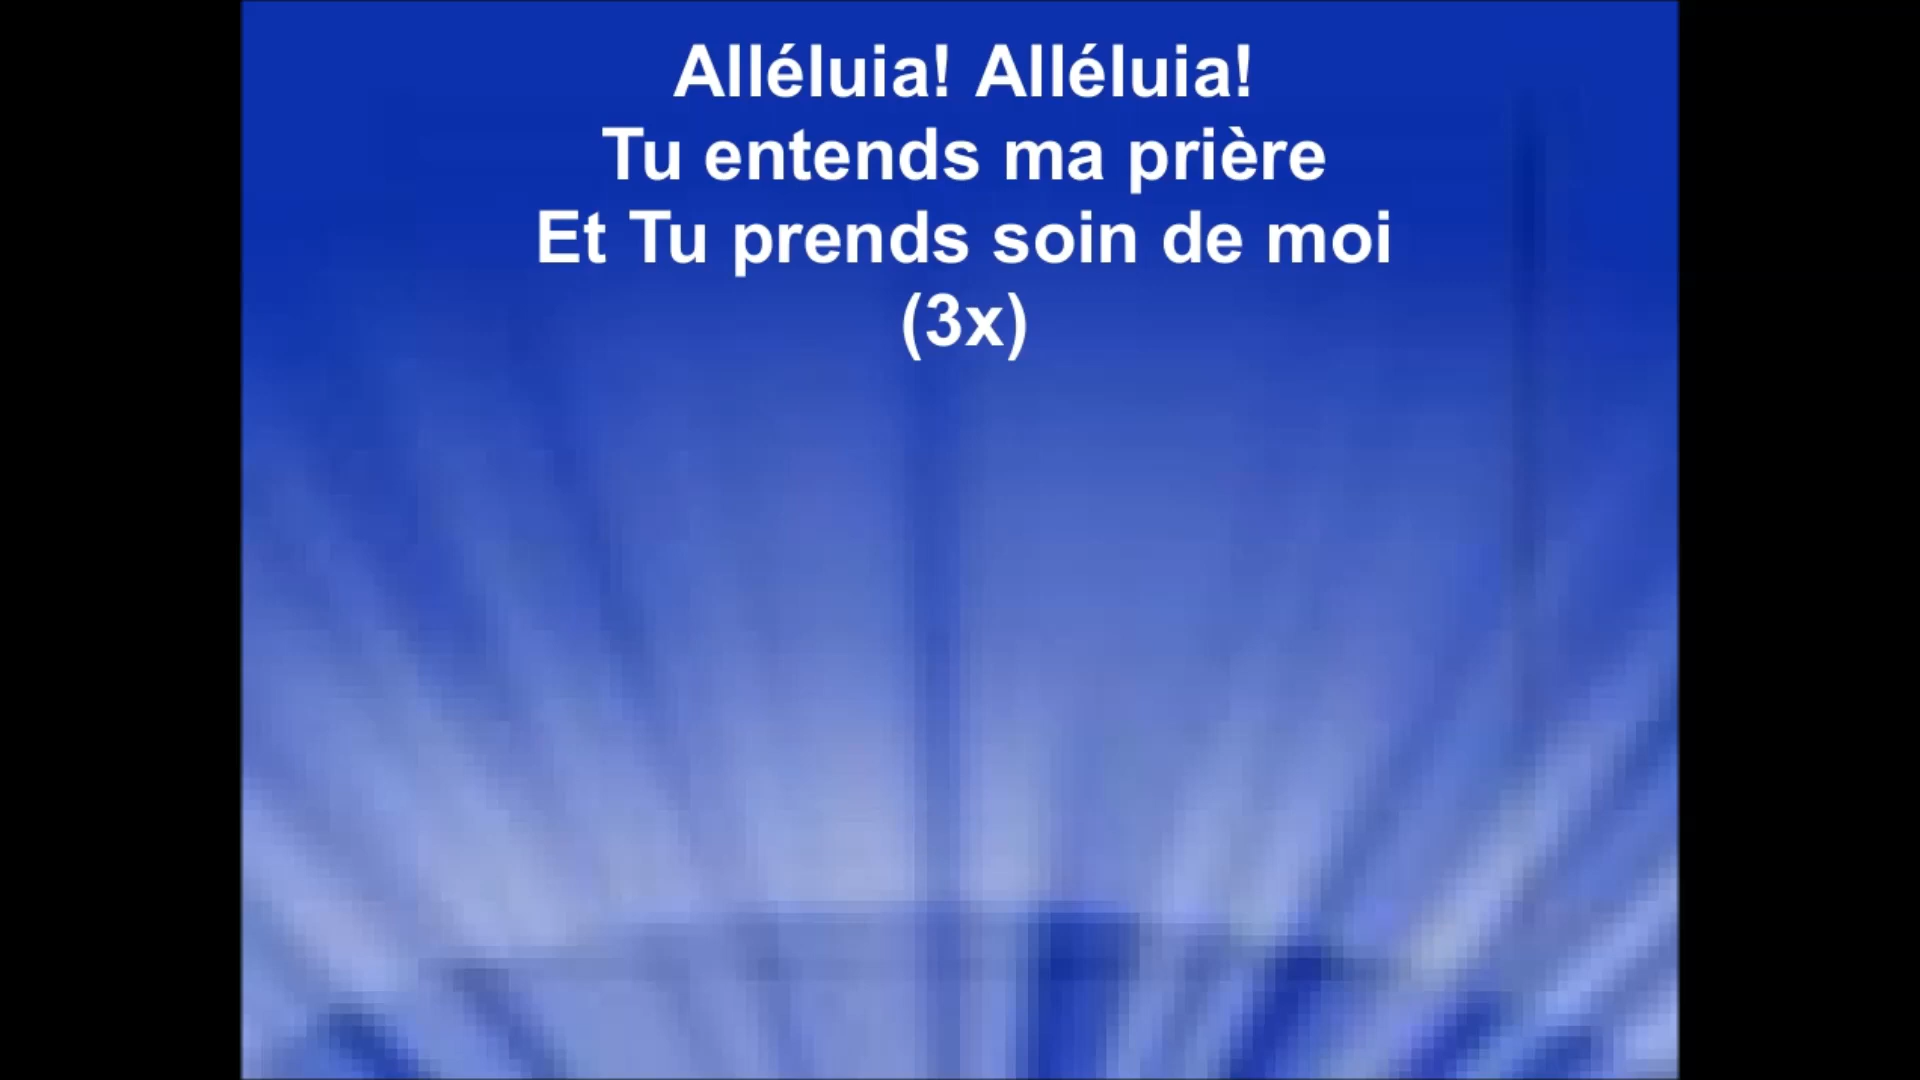 Alléluia! Alléluia!
Tu entends ma prière
Et Tu prends soin de moi
(3x)